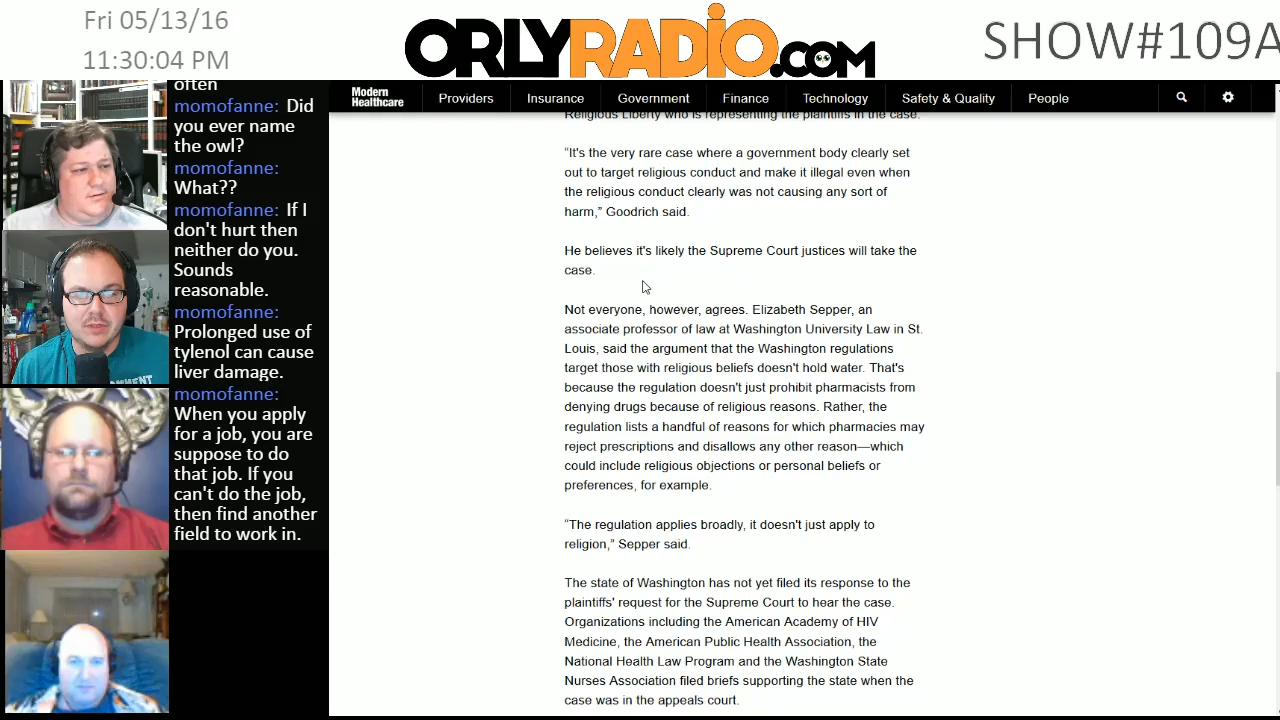 Fri 05/13/16
11:30:04 PM
ORLYRADIO.COM
SHOW#109A
often
momofanne: Did
you ever name
the owl?
momofanne:
What??
momofanne: If I
don't hurt then
neither do you.
Sounds
reasonable.
momofanne:
Prolonged use of
tylenol can cause
liver damage.
momofanne:
When you apply
for a job, you are
suppose to do
that job. If you
can't do the job,
then find another
field to work in.
Modern
Healthcare
Providers
Insurance
Government
Finance
Technology
Safety & Quality
People
Religious Liberty who is representing the plaintiffs in the case.
“It's the very rare case where a government body clearly set
out to target religious conduct and make it illegal even when
the religious conduct clearly was not causing any sort of
harm,” Goodrich said.
He believes it's likely the Supreme Court justices will take the
case.
Not everyone, however, agrees. Elizabeth Sepper, an
associate professor of law at Washington University Law in St.
Louis, said the argument that the Washington regulations
target those with religious beliefs doesn't hold water. That's
because the regulation doesn't just prohibit pharmacists from
denying drugs because of religious reasons. Rather, the
regulation lists a handful of reasons for which pharmacies may
reject prescriptions and disallows any other reason—which
could include religious objections or personal beliefs or
preferences, for example.
“The regulation applies broadly, it doesn't just apply to
religion,” Sepper said.
The state of Washington has not yet filed its response to the
plaintiffs' request for the Supreme Court to hear the case.
Organizations including the American Academy of HIV
Medicine, the American Public Health Association, the
National Health Law Program and the Washington State
Nurses Association filed briefs supporting the state when the
case was in the appeals court.